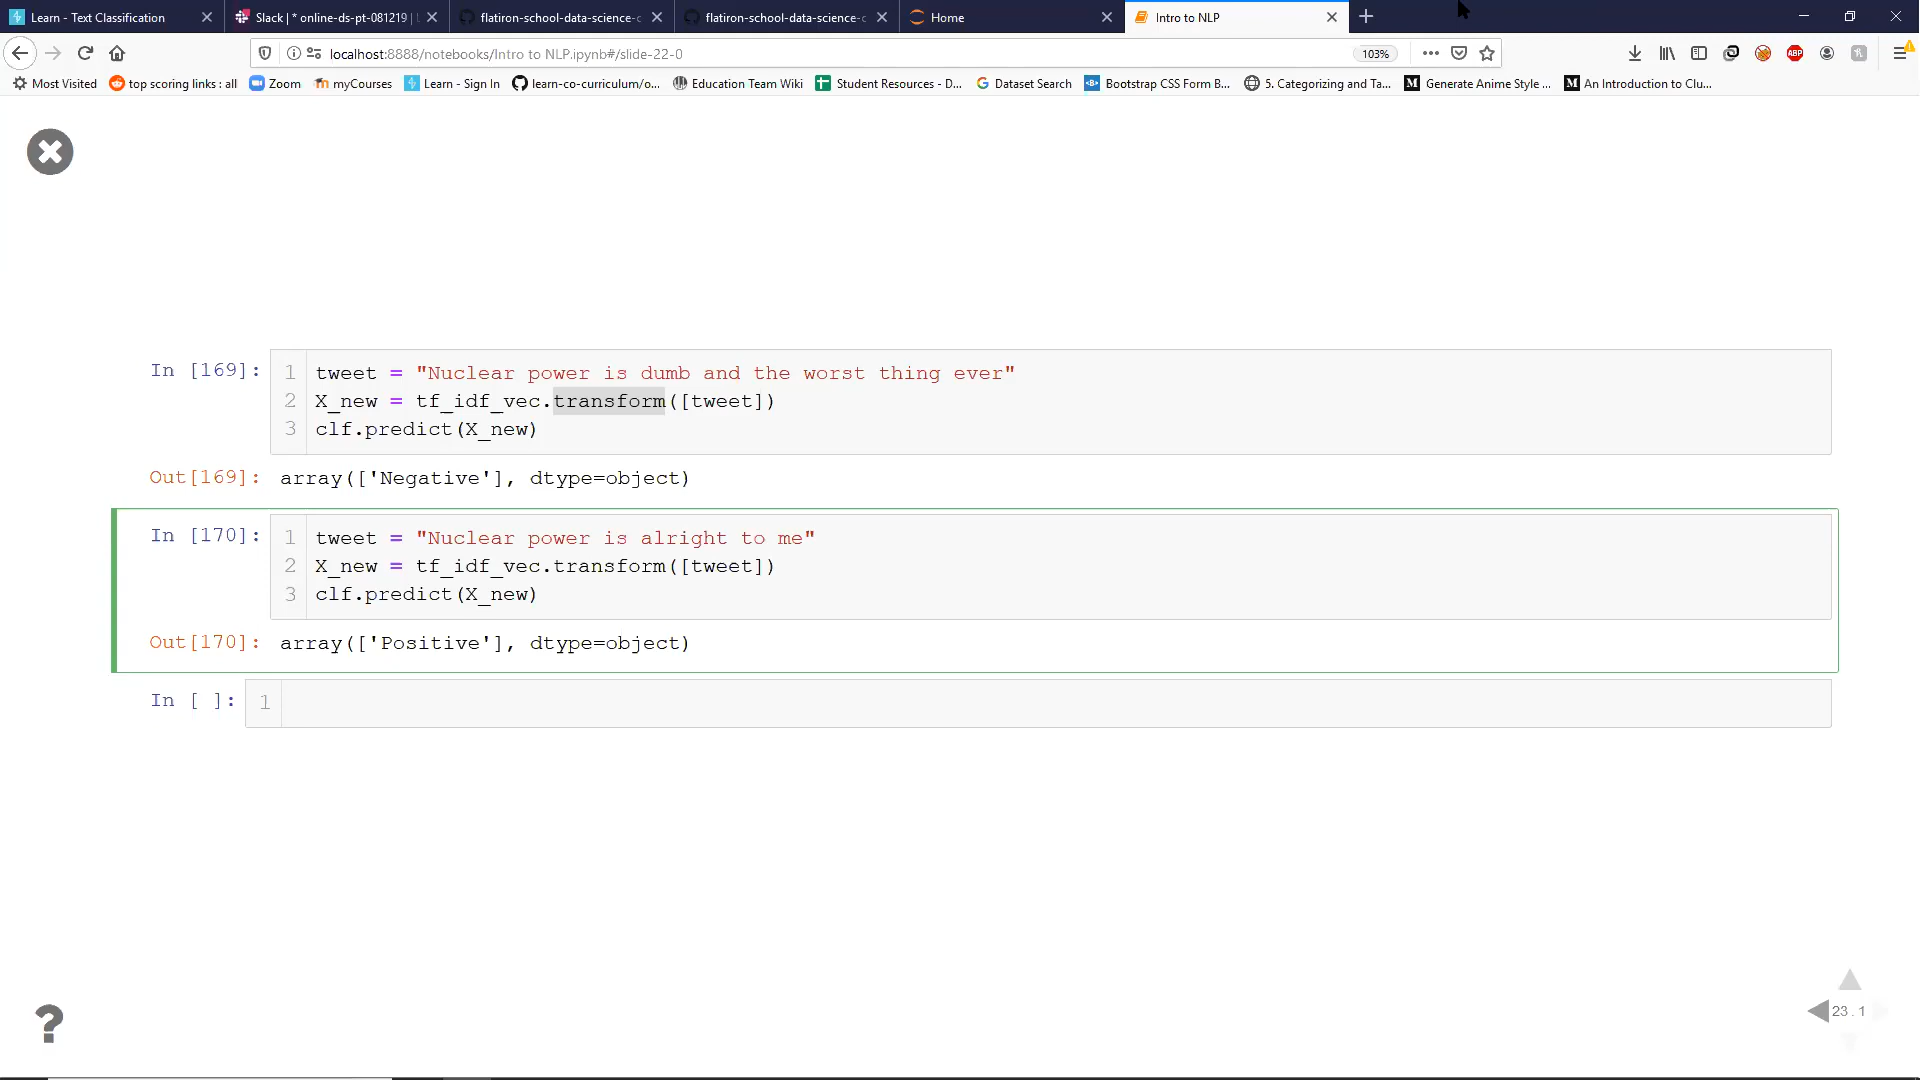 Learn - Text Classification
Slack | * online-ds-pt-081219 |
flatiron-school-data-science-c
flatiron-school-data-science-c
Home
Intro to NLP
localhost:8888/notebooks/Intro to NLP.ipynb#/slide-22-0
103%
Most Visited
top scoring links : all
Zoom
myCourses
Learn - Sign In
learn-co-curriculum/o...
Education Team Wiki
Student Resources - D...
Dataset Search
Bootstrap CSS Form B...
5. Categorizing and Ta...
Generate Anime Style ...
An Introduction to Clu...
In [169]:
1 tweet = "Nuclear power is dumb and the worst thing ever"
2 X_new = tf_idf_vec.transform([tweet])
3 clf.predict(X_new)
Out[169]: array(['Negative'], dtype=object)
In [170]:
1 tweet = "Nuclear power is alright to me"
2 X_new = tf_idf_vec.transform([tweet])
3 clf.predict(X_new)
Out[170]: array(['Positive'], dtype=object)
In [ ]: 1
?
23.1